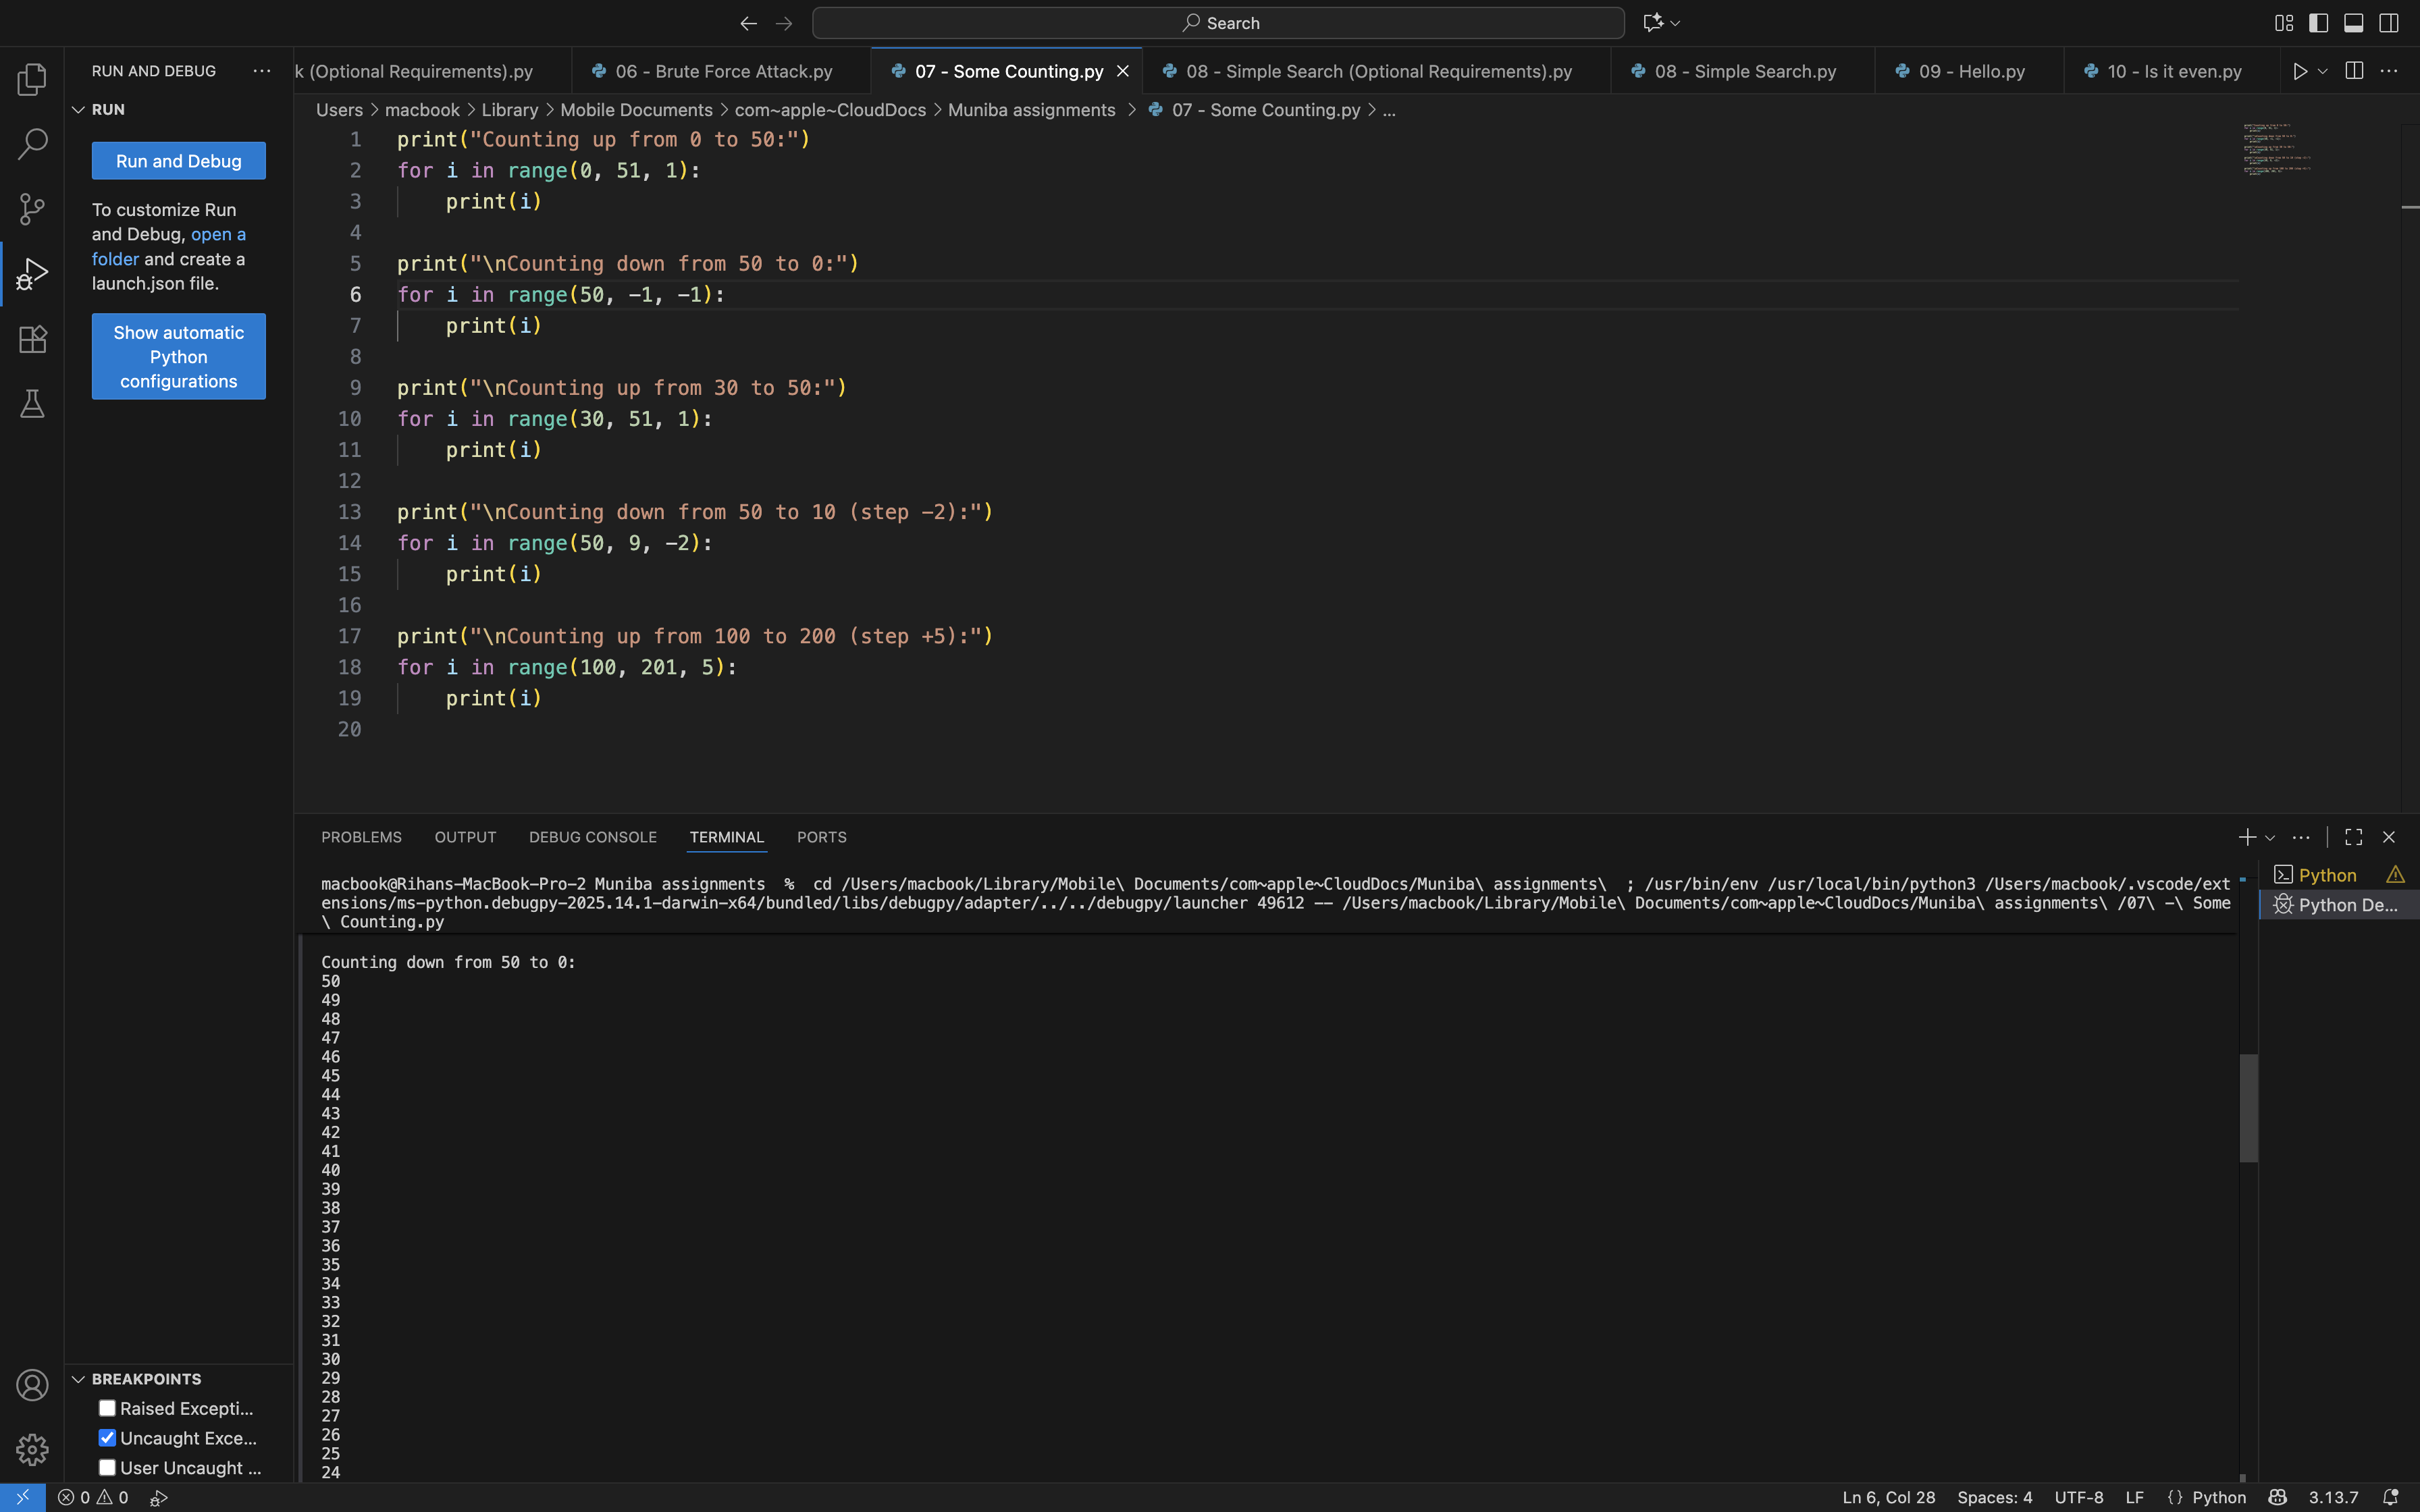 Search
RUN AND DEBUG ...
k (Optional Requirements).py
06 - Brute Force Attack.py
07 - Some Counting.py
08 - Simple Search (Optional Requirements).py
08 - Simple Search.py
09 - Hello.py
10 - Is it even.py
RUN
Users > macbook > Library > Mobile Documents > com~apple~CloudDocs > Muniba assignments > 07 - Some Counting.py > ...
Run and Debug
To customize Run
and Debug, open a
folder and create a
launch.json file.
Show automatic
Python
configurations
1 print("Counting up from 0 to 50:")
2 for i in range(0, 51, 1):
3     print(i)
4
5 print("\nCounting down from 50 to 0:")
6 for i in range(50, -1, -1):
7     print(i)
8
9 print("\nCounting up from 30 to 50:")
10 for i in range(30, 51, 1):
11     print(i)
12
13 print("\nCounting down from 50 to 10 (step -2):")
14 for i in range(50, 9, -2):
15     print(i)
16
17 print("\nCounting up from 100 to 200 (step +5):")
18 for i in range(100, 201, 5):
19     print(i)
20
PROBLEMS OUTPUT DEBUG CONSOLE TERMINAL PORTS
macbook@Rihans-MacBook-Pro-2 Muniba assignments  %  cd /Users/macbook/Library/Mobile\ Documents/com~apple~CloudDocs/Muniba\ assignments\  ; /usr/bin/env /usr/local/bin/python3 /Users/macbook/.vscode/ext
ensions/ms-python.debugpy-2025.14.1-darwin-x64/bundled/libs/debugpy/adapter/../../debugpy/launcher 49612 -- /Users/macbook/Library/Mobile\ Documents/com~apple~CloudDocs/Muniba\ assignments\ /07\ -\ Some
\ Counting.py
Python
Python De...
Counting down from 50 to 0:
50
49
48
47
46
45
44
43
42
41
40
39
38
37
36
35
34
33
32
31
30
29
28
27
26
25
24
BREAKPOINTS
Raised Excepti...
Uncaught Exce...
User Uncaught ...
0 0
Ln 6, Col 28 Spaces: 4 UTF-8 LF {} Python 3.13.7